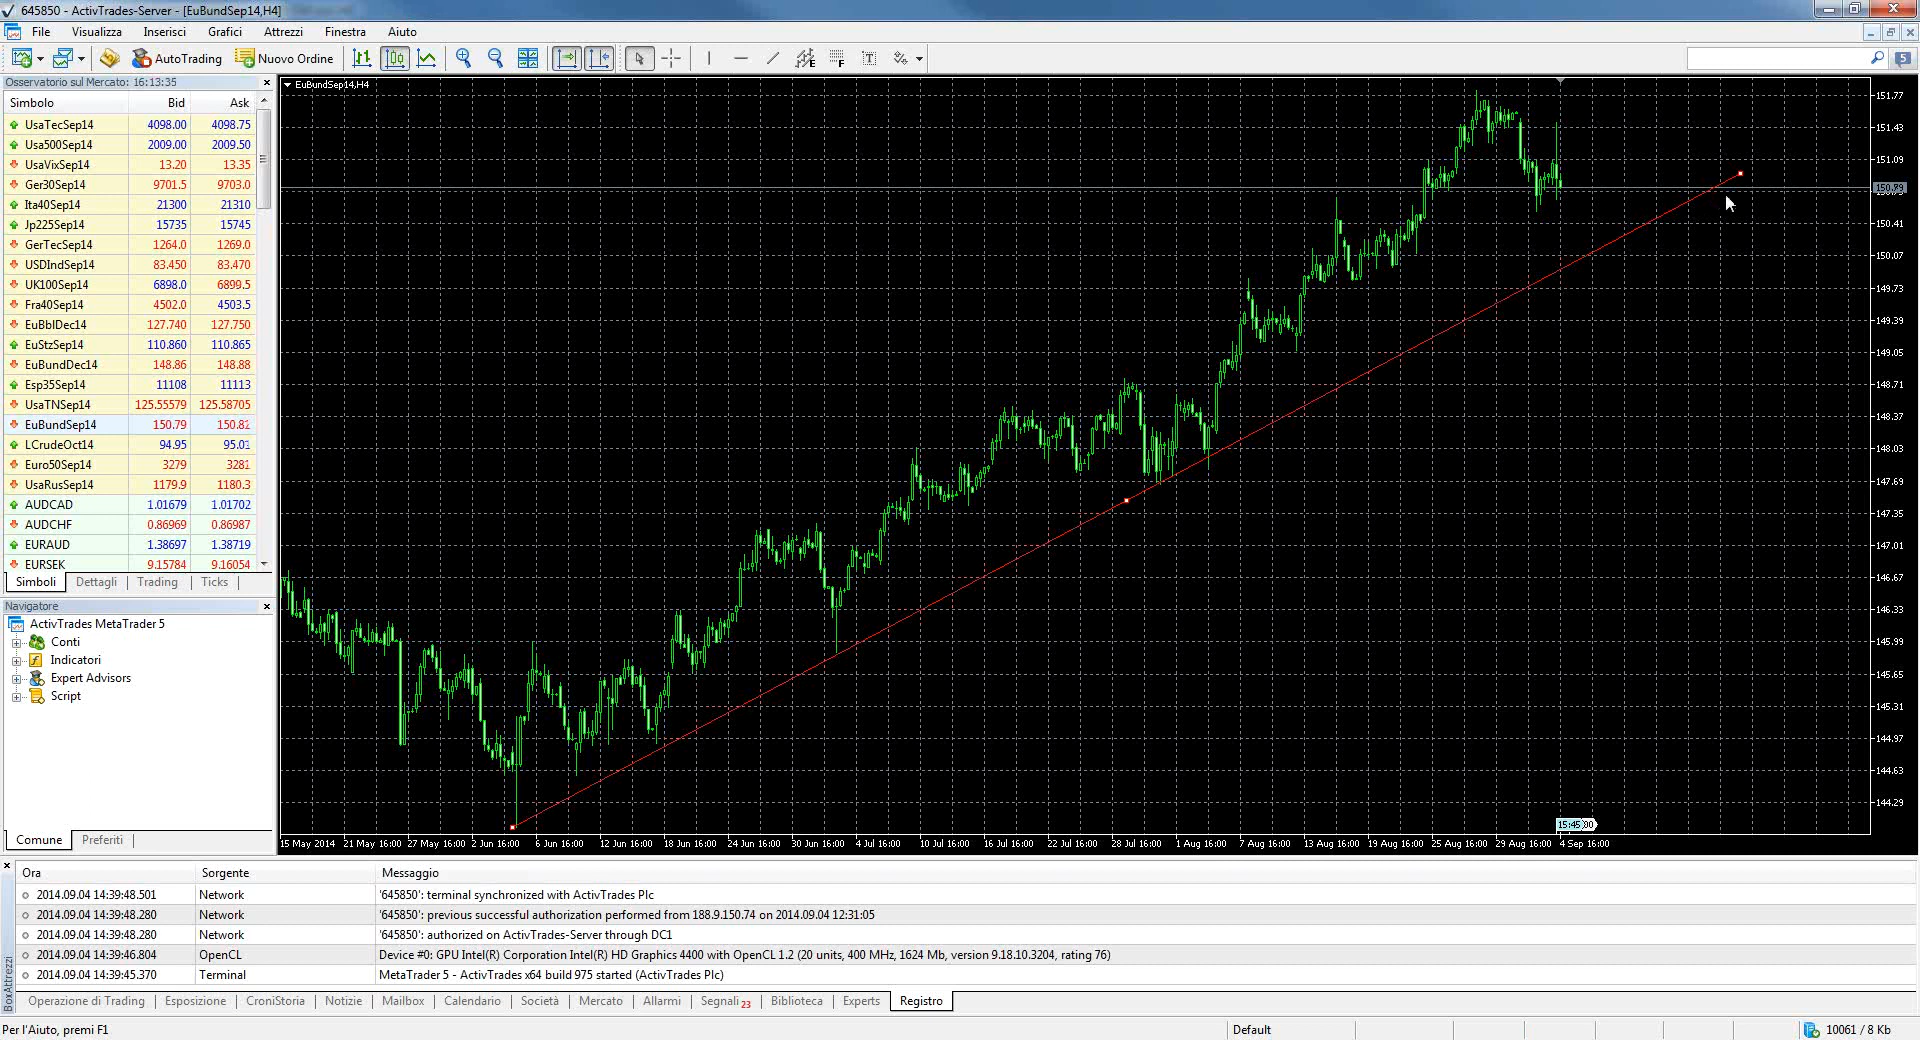 645850 - ActivTrades-Server - [EuBundSep14,H4]
File Visualizza Inserisci Grafici Attrezzi Finestra Aiuto
AutoTrading Nuovo Ordine E F T 5
Osservatorio sul Mercato: 16:13:35
Simbolo Bid Ask
UsaTecSep14 4098.00 4098.75
Usa500Sep14 2009.00 2009.50
UsaVixSep14 13.20 13.35
Ger30Sep14 9701.5 9703.0
Ita40Sep14 21300 21310
Jp225Sep14 15735 15745
GerTecSep14 1264.0 1269.0
USDIndSep14 83.450 83.470
UK100Sep14 6898.0 6899.5
Fra40Sep14 4502.0 4503.5
EuBblDec14 127.740 127.750
EuStzSep14 110.860 110.865
EuBundDec14 148.86 148.88
Esp35Sep14 11108 11113
UsaTNSep14 125.55579 125.58705
EuBundSep14 150.79 150.82
LCrudeOct14 94.95 95.01
Euro50Sep14 3279 3281
UsaRusSep14 1179.9 1180.3
AUDCAD 1.01679 1.01702
AUDCHF 0.86969 0.86987
EURAUD 1.38697 1.38719
EURSEK 9.15784 9.16054
Simboli Dettagli Trading Ticks
Navigatore
ActivTrades MetaTrader 5
Conti
Indicatori
Expert Advisors
Script
Comune Preferiti
EuBundSep14,H4
151.77
151.43
151.09
150.79
150.41
150.07
149.73
149.39
149.05
148.71
148.37
148.03
147.69
147.35
147.01
146.67
146.33
145.99
145.65
145.31
144.97
144.63
144.29
15:45
15 May 2014 21 May 16:00 27 May 16:00 2 Jun 16:00 6 Jun 16:00 12 Jun 16:00 18 Jun 16:00 24 Jun 16:00 30 Jun 16:00 4 Jul 16:00 10 Jul 16:00 16 Jul 16:00 22 Jul 16:00 28 Jul 16:00 1 Aug 16:00 7 Aug 16:00 13 Aug 16:00 19 Aug 16:00 25 Aug 16:00 29 Aug 16:00 4 Sep 16:00
Ora Sorgente Messaggio
2014.09.04 14:39:48.501 Network '645850': terminal synchronized with ActivTrades Plc
2014.09.04 14:39:48.280 Network '645850': previous successful authorization performed from 188.9.150.74 on 2014.09.04 12:31:05
2014.09.04 14:39:48.280 Network '645850': authorized on ActivTrades-Server through DC1
2014.09.04 14:39:46.804 OpenCL Device #0: GPU Intel(R) Corporation Intel(R) HD Graphics 4400 with OpenCL 1.2 (20 units, 400 MHz, 1624 Mb, version 9.18.10.3204, rating 76)
2014.09.04 14:39:45.370 Terminal MetaTrader 5 - ActivTrades x64 build 975 started (ActivTrades Plc)
BoxAttrezzi
Operazione di Trading Esposizione CroniStoria Notizie Mailbox Calendario Società Mercato Allarmi Segnali 23 Biblioteca Experts Registro
Per l'Aiuto, premi F1 Default 10061 / 8 Kb